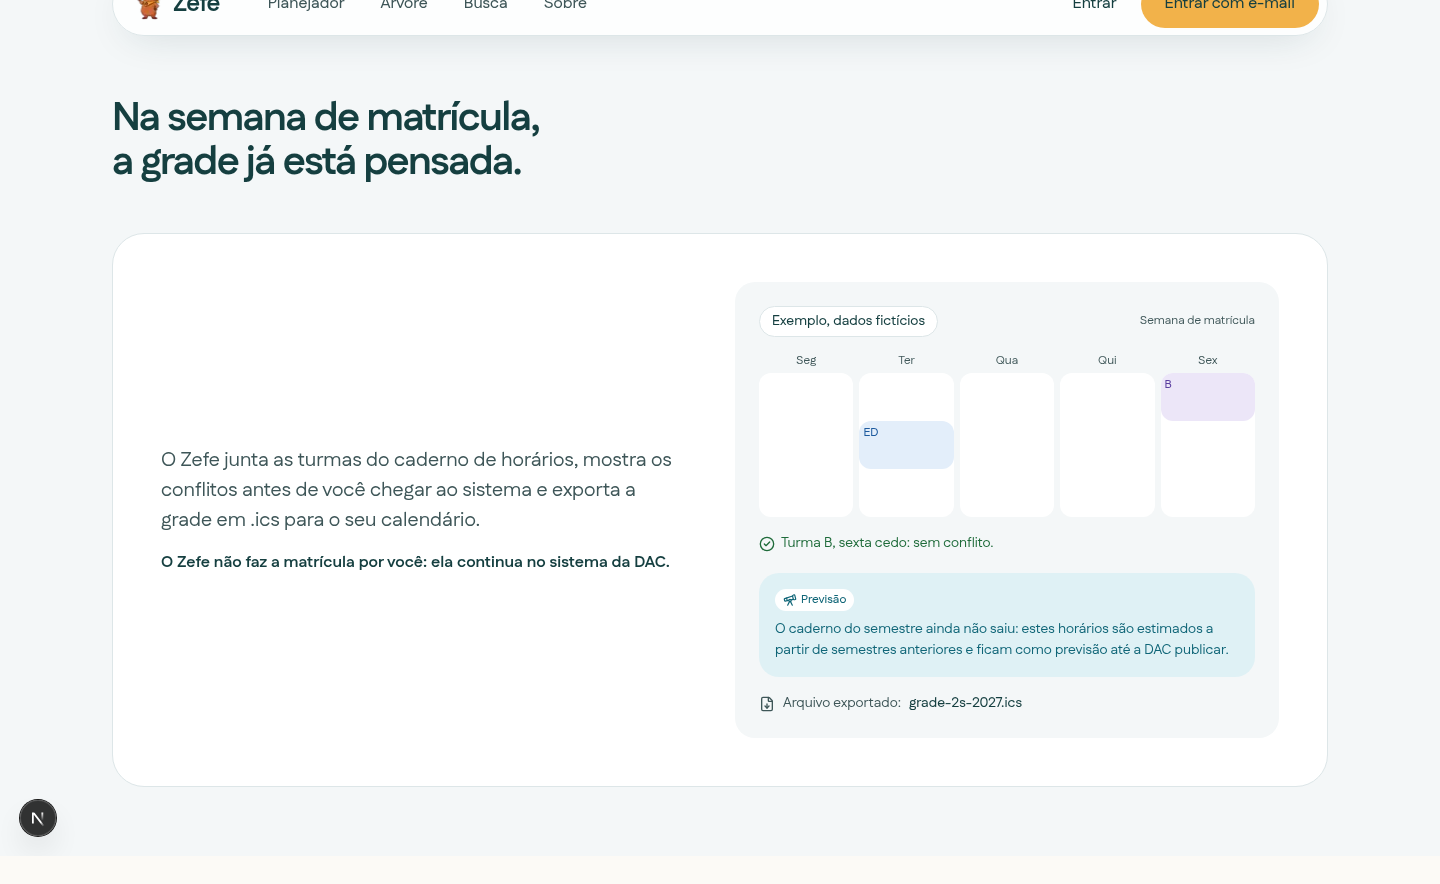 Zefe
Planejador
Árvore
Busca
Sobre
Entrar
Entrar com e-mail
Na semana de matrícula,
a grade já está pensada.
O Zefe junta as turmas do caderno de horários, mostra os
conflitos antes de você chegar ao sistema e exporta a
grade em .ics para o seu calendário.
O Zefe não faz a matrícula por você: ela continua no sistema da DAC.
Exemplo, dados fictícios
Semana de matrícula
Seg
Ter
Qua
Qui
Sex
B
ED
Turma B, sexta cedo: sem conflito.
Previsão
O caderno do semestre ainda não saiu: estes horários são estimados a
partir de semestres anteriores e ficam como previsão até a DAC publicar.
Arquivo exportado: grade-2s-2027.ics
N